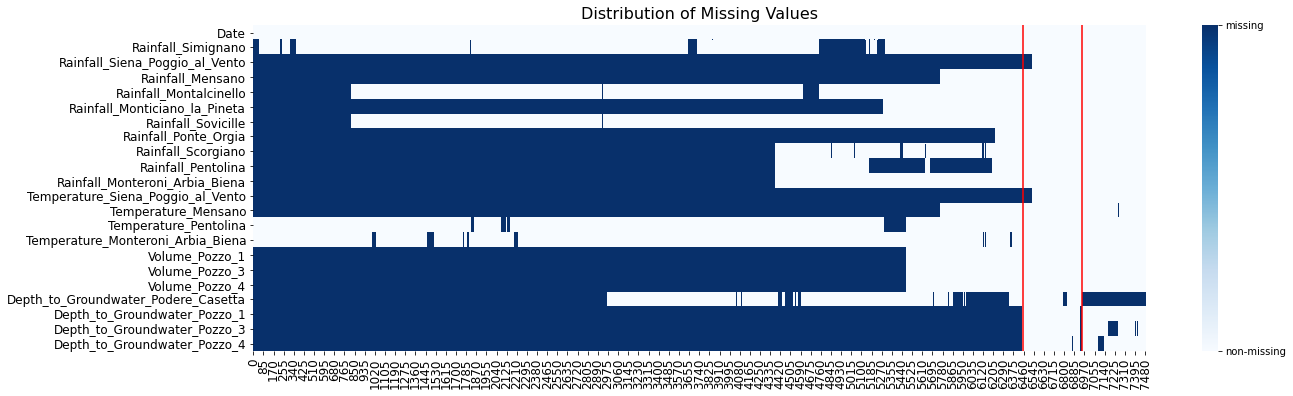 Distribution of Missing Values
Date
Rainfall_Simignano
Rainfall_Siena_Poggio_al_Vento
Rainfall_Mensano
Rainfall_Montalcinello
Rainfall_Monticiano_la_Pineta
Rainfall_Sovicille
Rainfall_Ponte_Orgia
Rainfall_Scorgiano
Rainfall_Pentolina
Rainfall_Monteroni_Arbia_Biena
Temperature_Siena_Poggio_al_Vento
Temperature_Mensano
Temperature_Pentolina
Temperature_Monteroni_Arbia_Biena
Volume_Pozzo_1
Volume_Pozzo_3
Volume_Pozzo_4
Depth_to_Groundwater_Podere_Casetta
Depth_to_Groundwater_Pozzo_1
Depth_to_Groundwater_Pozzo_3
Depth_to_Groundwater_Pozzo_4
0 85 170 255 340 425 510 595 680 765 850 935 1020 1105 1190 1275 1360 1445 1530 1615 1700 1785 1870 1955 2040 2125 2210 2295 2380 2465 2550 2635 2720 2805 2890 2975 3060 3145 3230 3315 3400 3485 3570 3655 3740 3825 3910 3995 4080 4165 4250 4335 4420 4505 4590 4675 4760 4845 4930 5015 5100 5185 5270 5355 5440 5525 5610 5695 5780 5865 5950 6035 6120 6205 6290 6375 6460 6545 6630 6715 6800 6885 6970 7055 7140 7225 7310 7395 7480
missing
non-missing